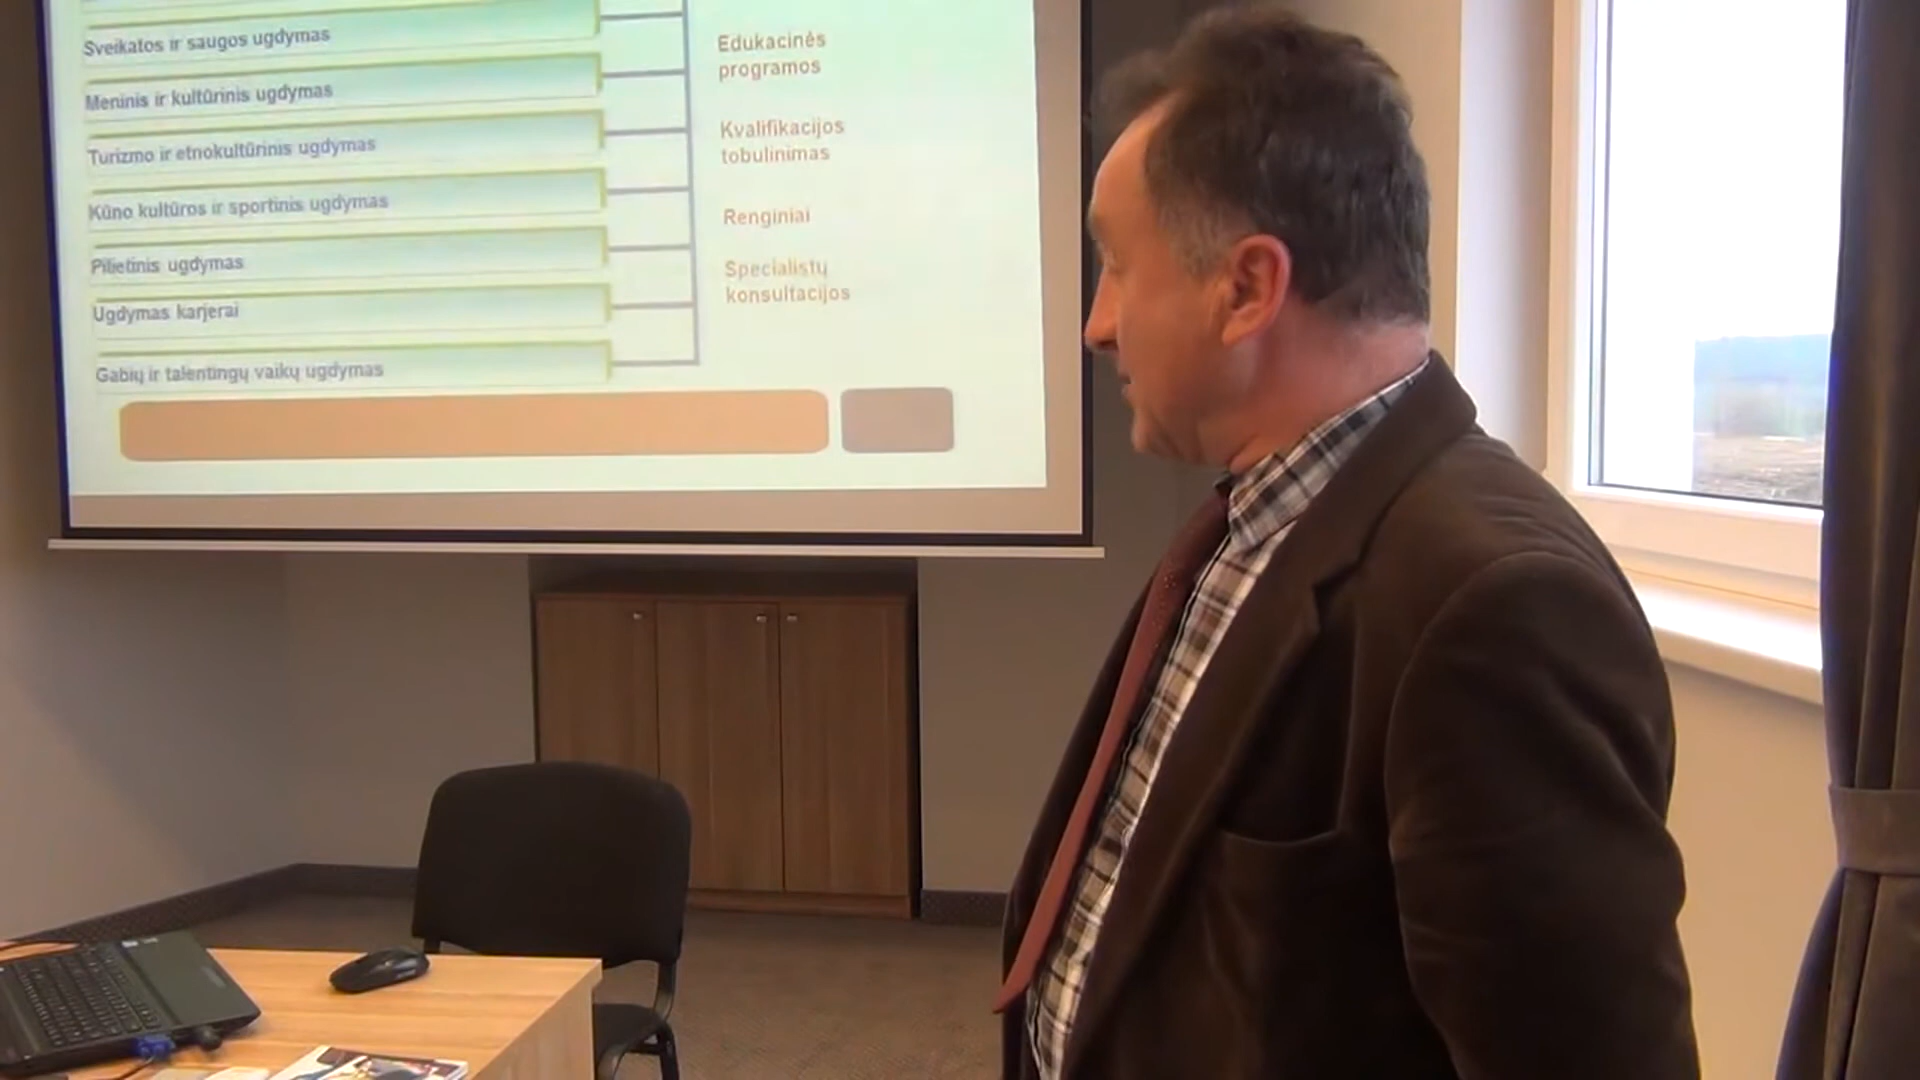 Sveikatos ir saugos ugdymas
Meninis ir kultūrinis ugdymas
Turizmo ir etnokultūrinis ugdymas
Kūno kultūros ir sportinis ugdymas
Pilietinis ugdymas
Ugdymas karjerai
Gabių ir talentingų vaikų ugdymas
Edukacinės
programos
Kvalifikacijos
tobulinimas
Renginiai
Specialistų
konsultacijos